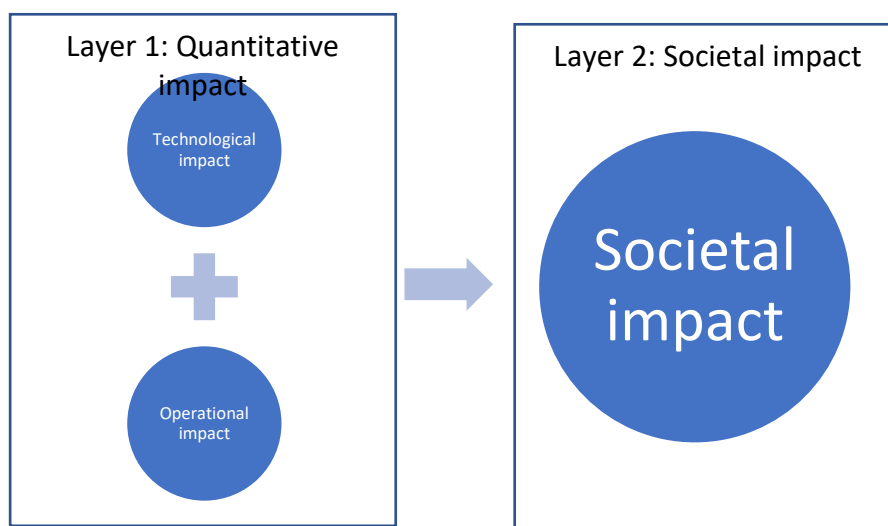 Layer 1: Quantitative
impact
Technological
impact
Operational
impact
Layer 2: Societal impact
Societal
impact